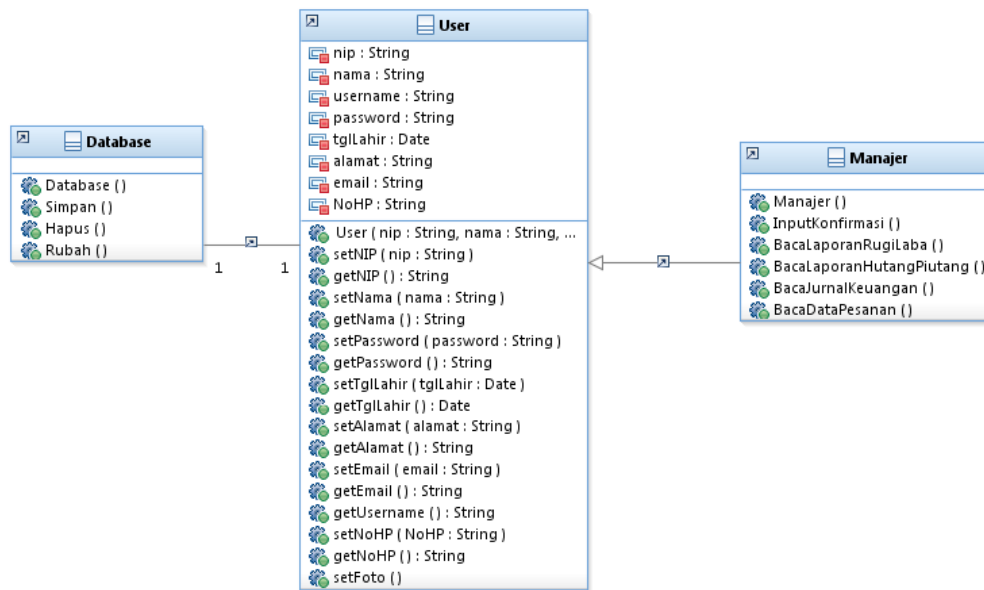 Database
Database ()
Simpan ()
Hapus ()
Rubah ()
1
1
User
nip : String
nama : String
username : String
password : String
tglLahir : Date
alamat : String
email : String
NoHP : String
User ( nip : String, nama : String, ...
setNIP ( nip : String )
getNIP () : String
setNama ( nama : String )
getNama () : String
setPassword ( password : String )
getPassword () : String
setTglLahir ( tglLahir : Date )
getTglLahir () : Date
setAlamat ( alamat : String )
getAlamat () : String
setEmail ( email : String )
getEmail () : String
getUsername () : String
setNoHP ( NoHP : String )
getNoHP () : String
setFoto ()
Manajer
Manajer ()
InputKonfirmasi ()
BacaLaporanRugiLaba ()
BacaLaporanHutangPiutang ()
BacaJurnalKeuangan ()
BacaDataPesanan ()